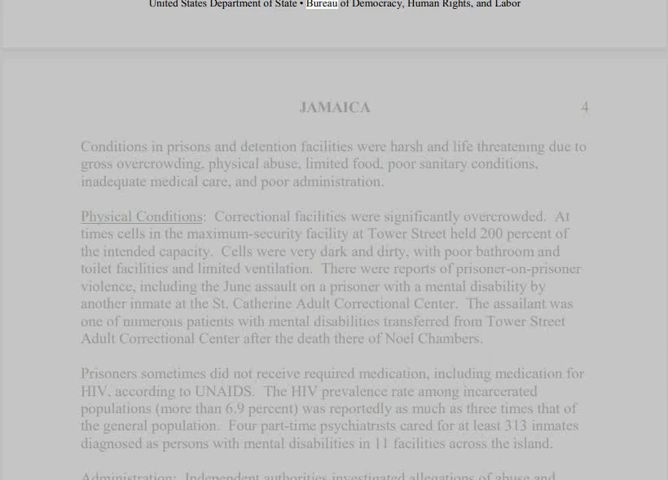 United States Department of State • Bureau of Democracy, Human Rights, and Labor
JAMAICA 4
Conditions in prisons and detention facilities were harsh and life threatening due to
gross overcrowding, physical abuse, limited food, poor sanitary conditions,
inadequate medical care, and poor administration.
Physical Conditions: Correctional facilities were significantly overcrowded. At
times cells in the maximum-security facility at Tower Street held 200 percent of
the intended capacity. Cells were very dark and dirty, with poor bathroom and
toilet facilities and limited ventilation. There were reports of prisoner-on-prisoner
violence, including the June assault on a prisoner with a mental disability by
another inmate at the St. Catherine Adult Correctional Center. The assailant was
one of numerous patients with mental disabilities transferred from Tower Street
Adult Correctional Center after the death there of Noel Chambers.
Prisoners sometimes did not receive required medication, including medication for
HIV, according to UNAIDS. The HIV prevalence rate among incarcerated
populations (more than 6.9 percent) was reportedly as much as three times that of
the general population. Four part-time psychiatrists cared for at least 313 inmates
diagnosed as persons with mental disabilities in 11 facilities across the island.
Administration: Independent authorities investigated allegations of abuse and